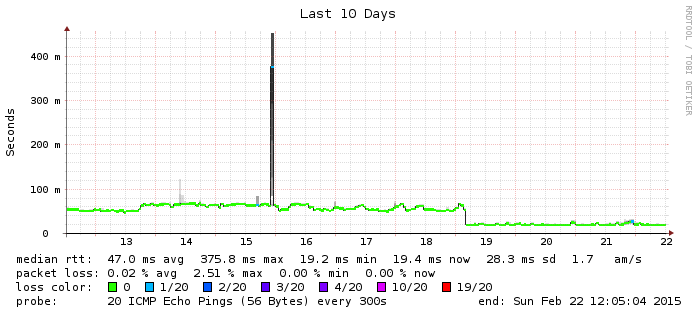 Last 10 Days
RRDTOOL / TOBI OETIKER
Seconds
400 m
300 m
200 m
100 m
0
13 14 15 16 17 18 19 20 21 22
median rtt: 47.0 ms avg 375.8 ms max 19.2 ms min 19.4 ms now 28.3 ms sd 1.7 am/s
packet loss: 0.02 % avg 2.51 % max 0.00 % min 0.00 % now
loss color: 0 1/20 2/20 3/20 4/20 10/20 19/20
probe: 20 ICMP Echo Pings (56 Bytes) every 300s end: Sun Feb 22 12:05:04 2015